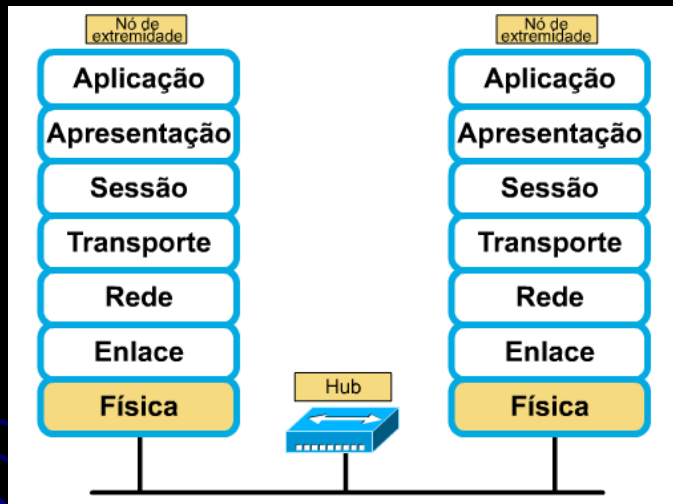 Nó de
extremidade
Aplicação
Apresentação
Sessão
Transporte
Rede
Enlace
Física
Hub
Nó de
extremidade
Aplicação
Apresentação
Sessão
Transporte
Rede
Enlace
Física